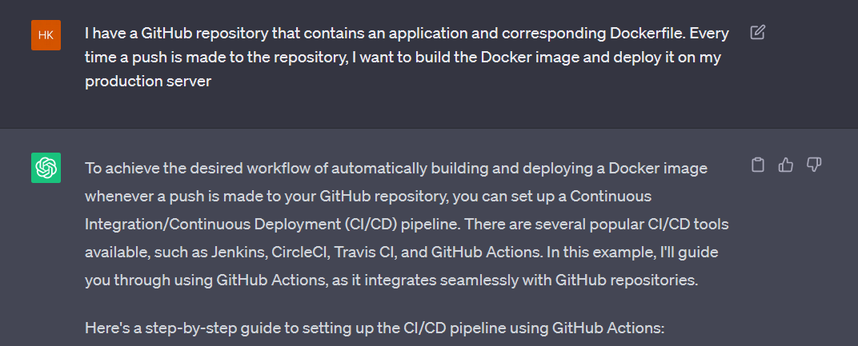 HK
I have a GitHub repository that contains an application and corresponding Dockerfile. Every
time a push is made to the repository, I want to build the Docker image and deploy it on my
production server
To achieve the desired workflow of automatically building and deploying a Docker image
whenever a push is made to your GitHub repository, you can set up a Continuous
Integration/Continuous Deployment (CI/CD) pipeline. There are several popular CI/CD tools
available, such as Jenkins, CircleCI, Travis CI, and GitHub Actions. In this example, I'll guide
you through using GitHub Actions, as it integrates seamlessly with GitHub repositories.
Here's a step-by-step guide to setting up the CI/CD pipeline using GitHub Actions: